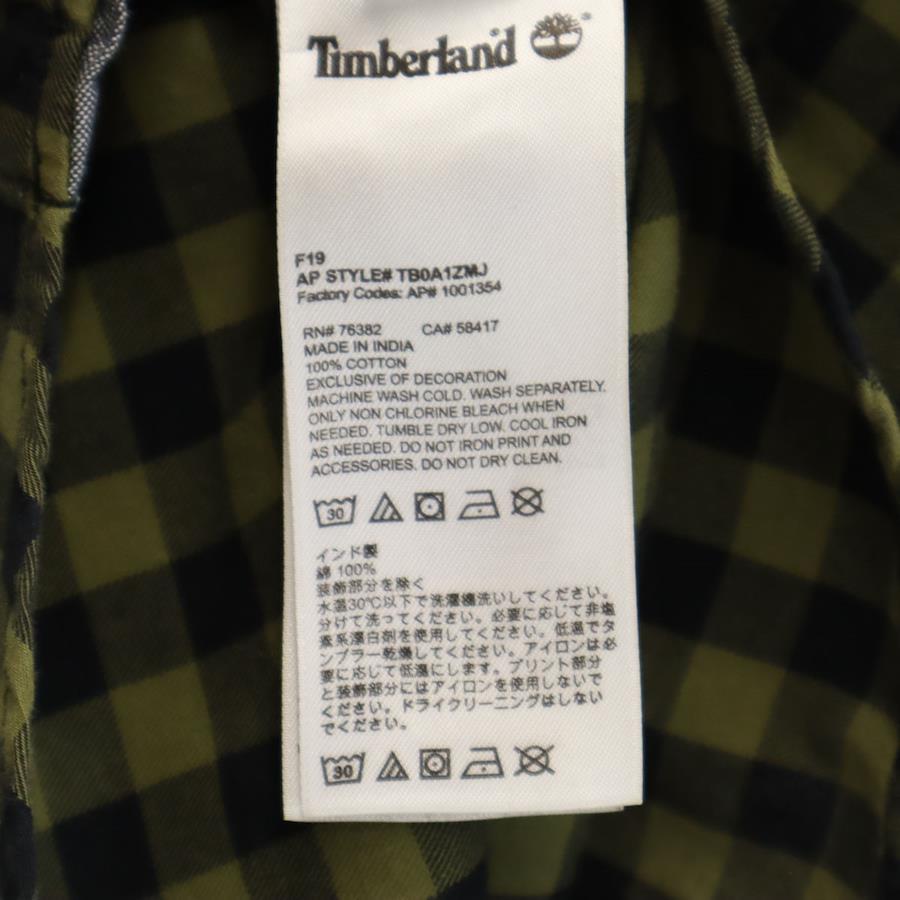 Timberland
F19
AP STYLE# TB0A1ZMJ
Factory Codes: AP# 1001354
RN# 76382 CA# 58417
MADE IN INDIA
100% COTTON
EXCLUSIVE OF DECORATION
MACHINE WASH COLD. WASH SEPARATELY.
ONLY NON CHLORINE BLEACH WHEN
NEEDED. TUMBLE DRY LOW. COOL IRON
AS NEEDED. DO NOT IRON PRINT AND
ACCESSORIES. DO NOT DRY CLEAN.
30
インド製
綿 100%
装飾部分を除く
水温30℃以下で洗濯機洗いしてください。
分けて洗ってください。必要に応じて非塩
素系漂白剤を使用してください。低温でタ
ンブラー乾燥してください。アイロンは必
要に応じて低温にします。プリント部分
と装飾部分にはアイロンを使用しないで
ください。ドライクリーニングはしない
でください。
30